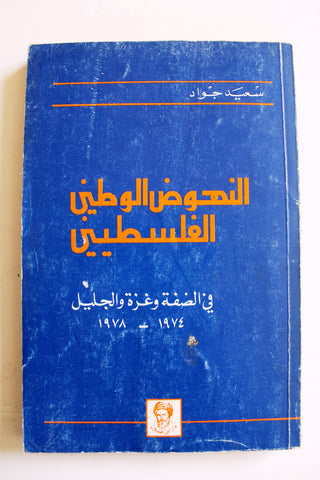 سعيد جواد
النهوض الوطني
الفلسطيني
في الضفة وغزة والجليل
١٩٧٤ - ١٩٧٨